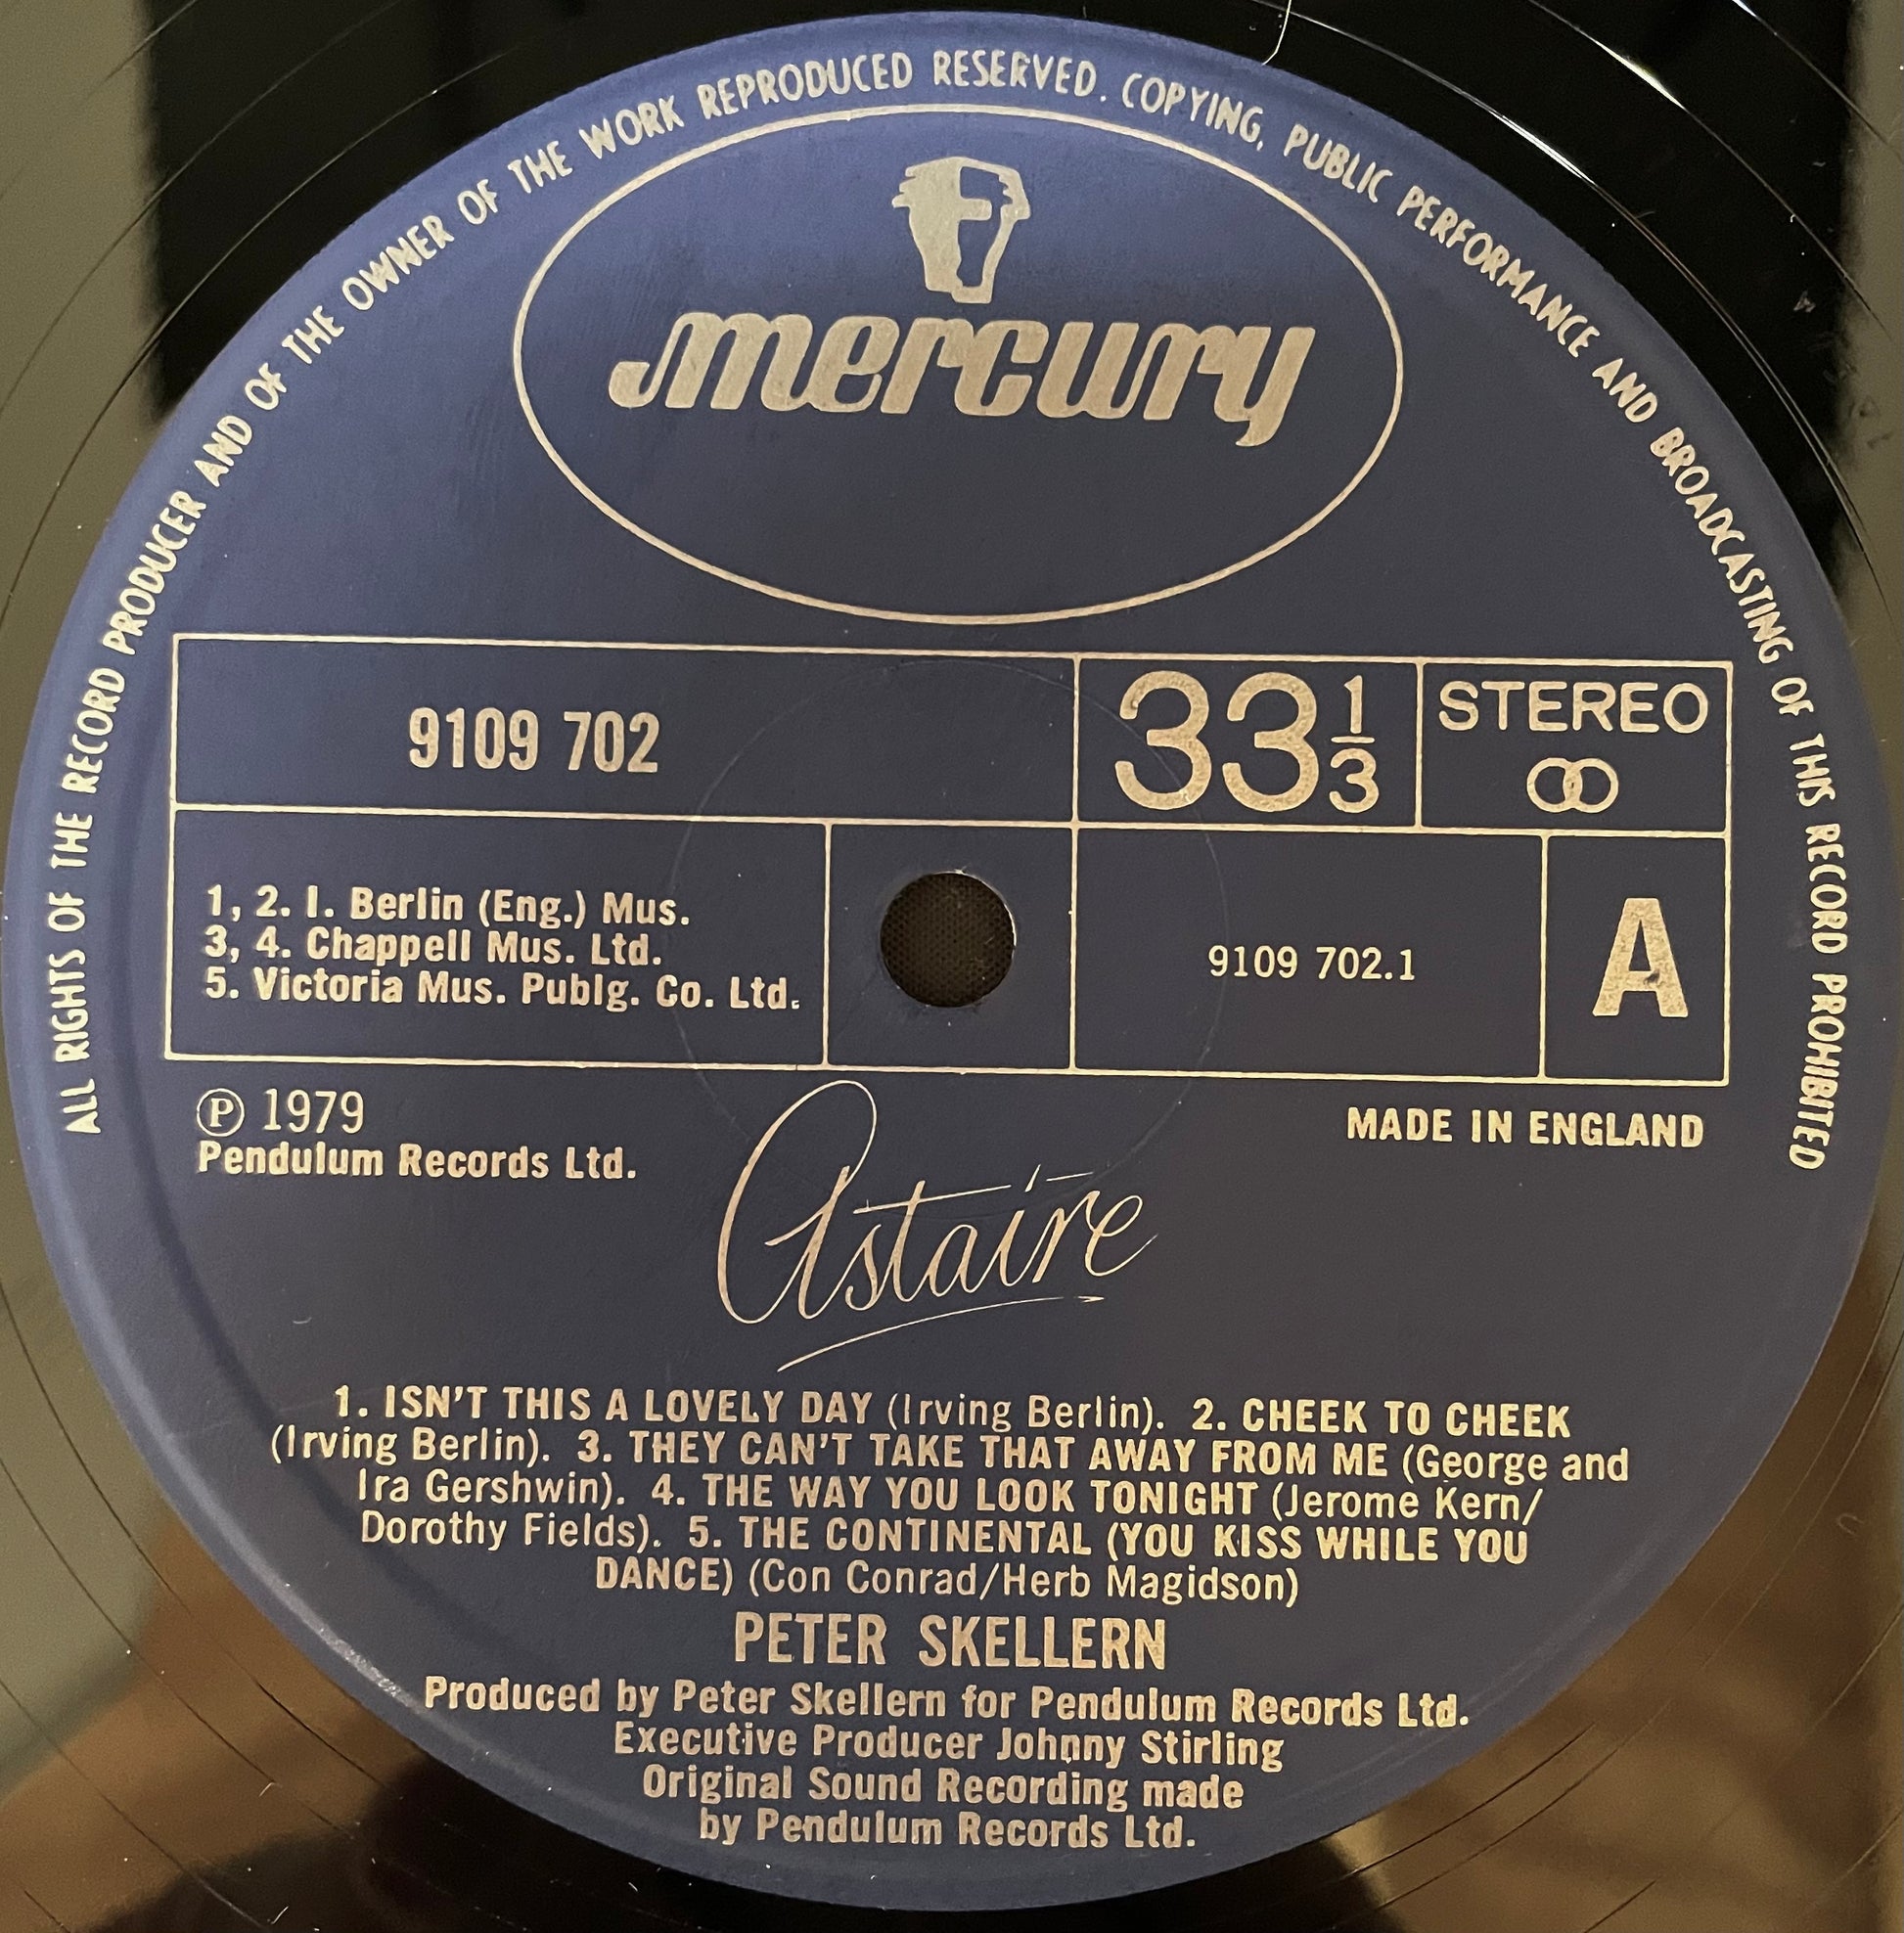 ALL RIGHTS OF THE RECORD PRODUCER AND OF THE OWNER OF THE WORK REPRODUCED RESERVED. COPYING, PUBLIC PERFORMANCE AND BROADCASTING OF THIS RECORD PROHIBITED
mercury
9109 702
33 1/3
STEREO
1, 2. I. Berlin (Eng.) Mus.
3, 4. Chappell Mus. Ltd.
5. Victoria Mus. Publg. Co. Ltd.
9109 702.1
A
Ⓟ 1979
Pendulum Records Ltd.
MADE IN ENGLAND
Astaire
1. ISN'T THIS A LOVELY DAY (Irving Berlin). 2. CHEEK TO CHEEK
(Irving Berlin). 3. THEY CAN'T TAKE THAT AWAY FROM ME (George and
Ira Gershwin). 4. THE WAY YOU LOOK TONIGHT (Jerome Kern/
Dorothy Fields). 5. THE CONTINENTAL (YOU KISS WHILE YOU
DANCE) (Con Conrad/Herb Magidson)
PETER SKELLERN
Produced by Peter Skellern for Pendulum Records Ltd.
Executive Producer Johnny Stirling
Original Sound Recording made
by Pendulum Records Ltd.